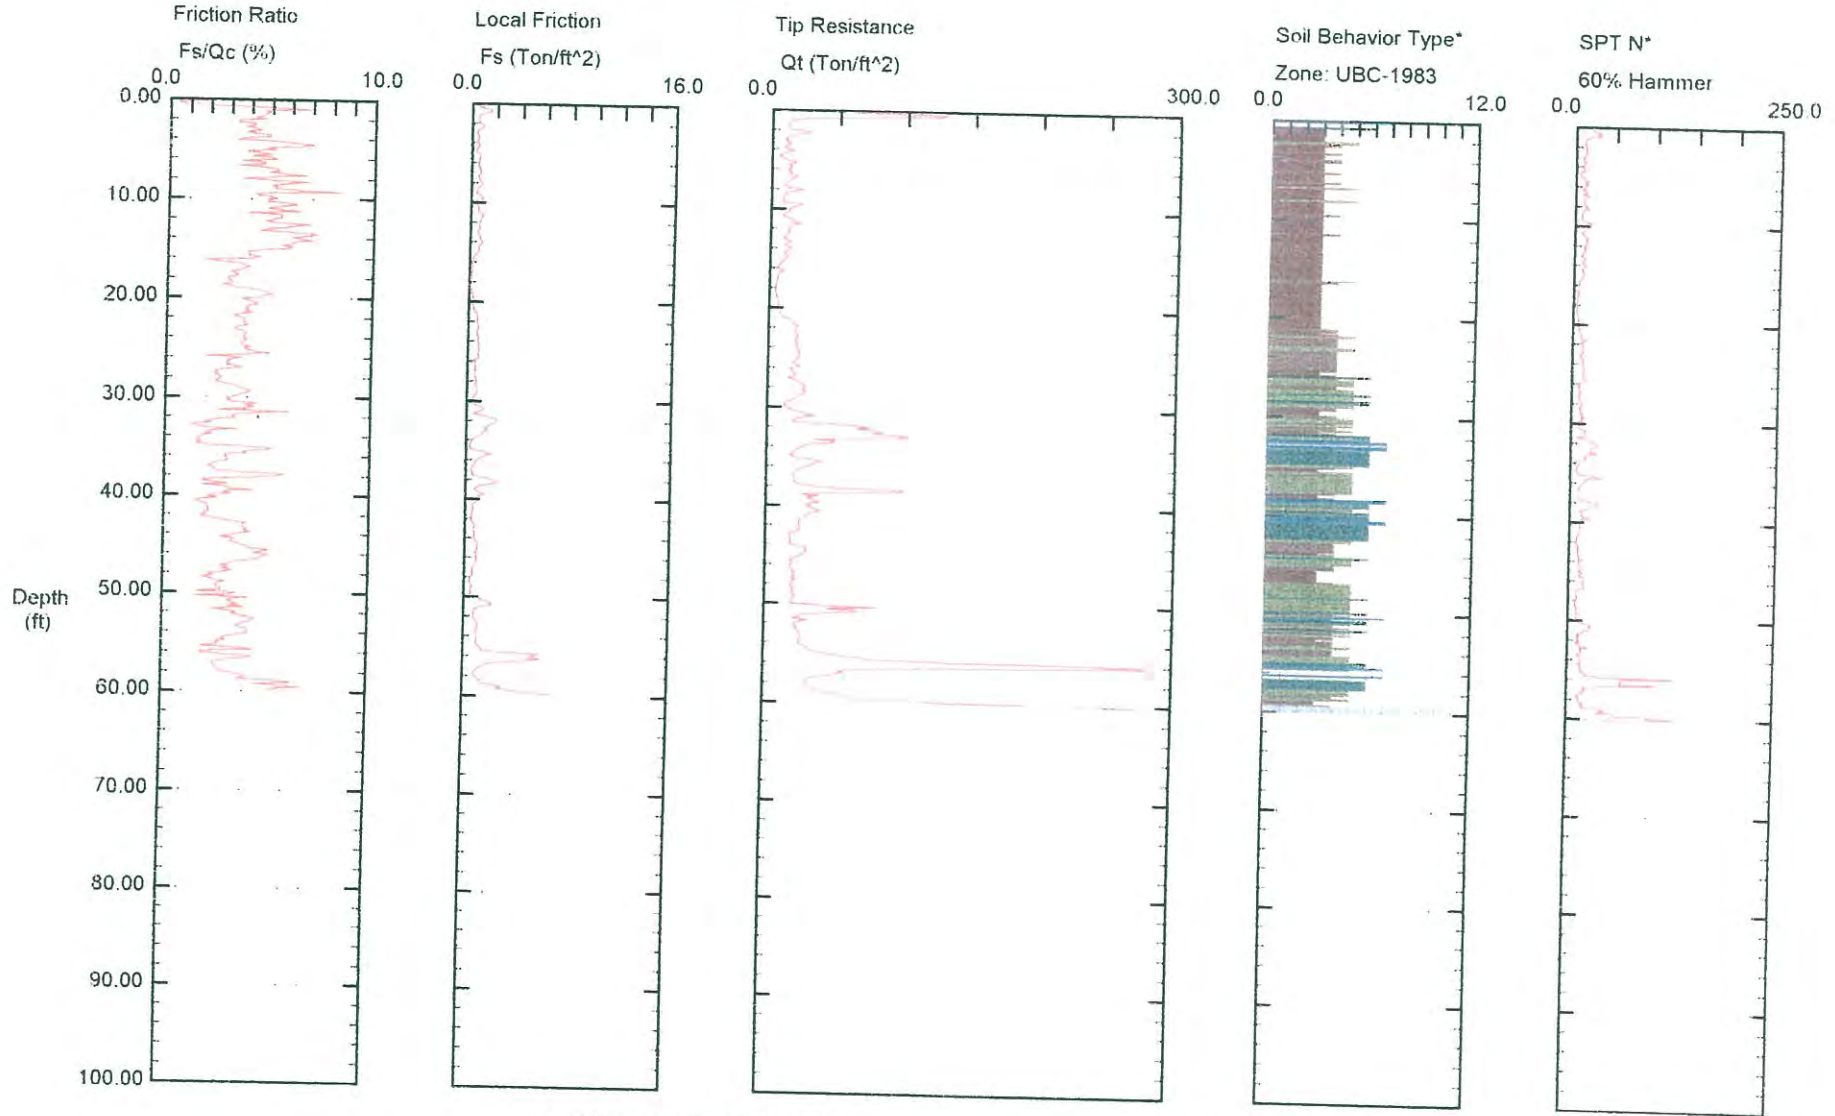 Friction Ratio
Fs/Qc (%)
0.0 10.0
Local Friction
Fs (Ton/ft^2)
0.0 16.0
Tip Resistance
Qt (Ton/ft^2)
0.0 300.0
Soil Behavior Type*
Zone: UBC-1983
0.0 12.0
SPT N*
60% Hammer
0.0 250.0
0.00
10.00
20.00
30.00
40.00
50.00
Depth
(ft)
60.00
70.00
80.00
90.00
100.00